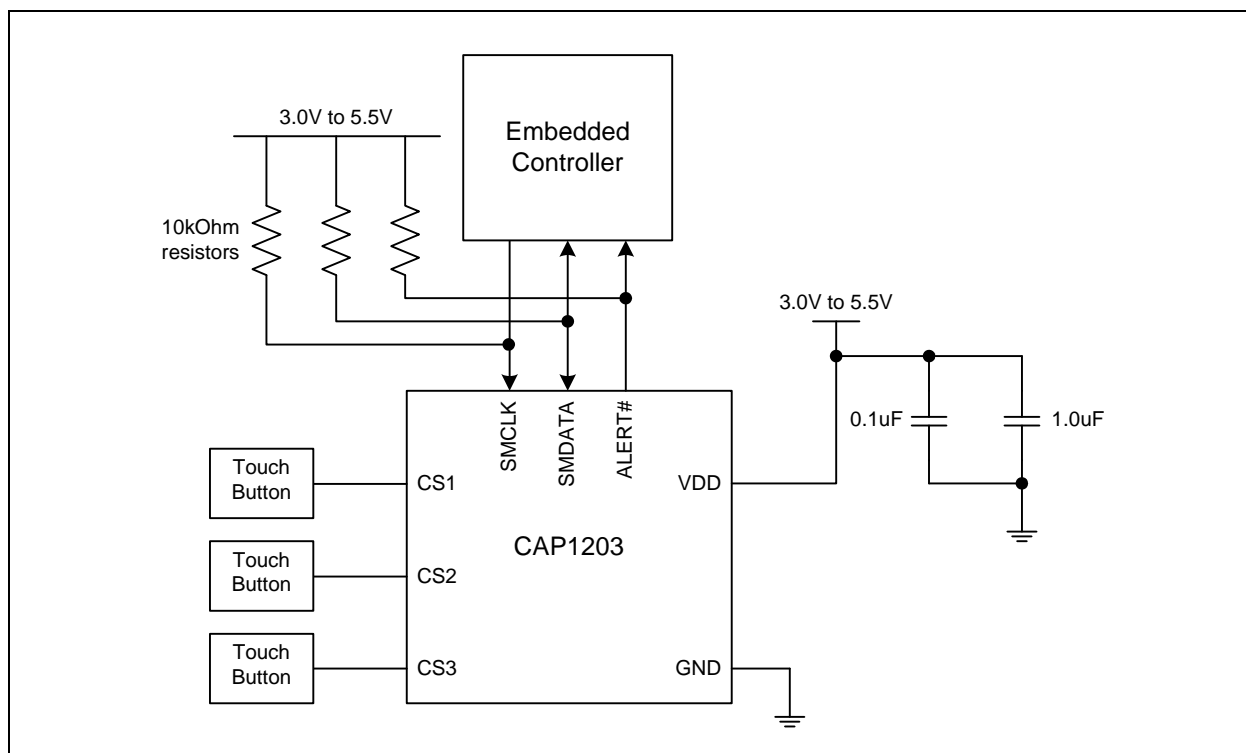 Embedded
Controller
3.0V to 5.5V
10kOhm
resistors
3.0V to 5.5V
0.1uF
1.0uF
SMCLK
SMDATA
ALERT#
Touch
Button
CS1
VDD
CAP1203
Touch
Button
CS2
Touch
Button
CS3
GND